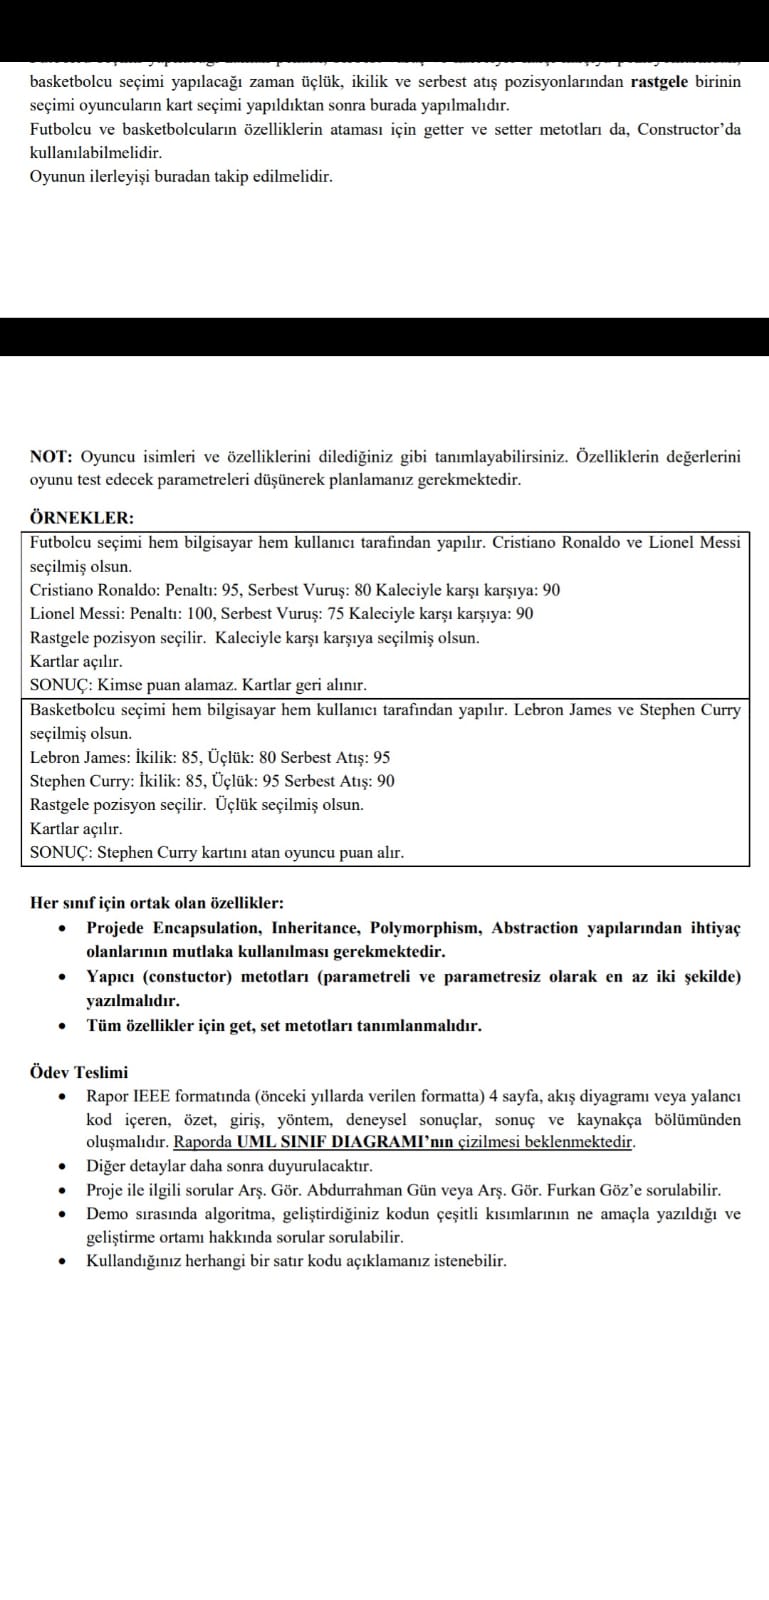 basketbolcu seçimi yapılacağı zaman üçlük, ikilik ve serbest atış pozisyonlarından rastgele birinin
seçimi oyuncuların kart seçimi yapıldıktan sonra burada yapılmalıdır.
Futbolcu ve basketbolcuların özelliklerin ataması için getter ve setter metotları da, Constructor’da
kullanılabilmelidir.
Oyunun ilerleyişi buradan takip edilmelidir.
NOT: Oyuncu isimleri ve özelliklerini dilediğiniz gibi tanımlayabilirsiniz. Özelliklerin değerlerini
oyunu test edecek parametreleri düşünerek planlamanız gerekmektedir.
ÖRNEKLER:
Futbolcu seçimi hem bilgisayar hem kullanıcı tarafından yapılır. Cristiano Ronaldo ve Lionel Messi
seçilmiş olsun.
Cristiano Ronaldo: Penaltı: 95, Serbest Vuruş: 80 Kaleciyle karşı karşıya: 90
Lionel Messi: Penaltı: 100, Serbest Vuruş: 75 Kaleciyle karşı karşıya: 90
Rastgele pozisyon seçilir. Kaleciyle karşı karşıya seçilmiş olsun.
Kartlar açılır.
SONUÇ: Kimse puan alamaz. Kartlar geri alınır.
Basketbolcu seçimi hem bilgisayar hem kullanıcı tarafından yapılır. Lebron James ve Stephen Curry
seçilmiş olsun.
Lebron James: İkilik: 85, Üçlük: 80 Serbest Atış: 95
Stephen Curry: İkilik: 85, Üçlük: 95 Serbest Atış: 90
Rastgele pozisyon seçilir. Üçlük seçilmiş olsun.
Kartlar açılır.
SONUÇ: Stephen Curry kartını atan oyuncu puan alır.
Her sınıf için ortak olan özellikler:
• Projede Encapsulation, Inheritance, Polymorphism, Abstraction yapılarından ihtiyaç
olanlarının mutlaka kullanılması gerekmektedir.
• Yapıcı (constuctor) metotları (parametreli ve parametresiz olarak en az iki şekilde)
yazılmalıdır.
• Tüm özellikler için get, set metotları tanımlanmalıdır.
Ödev Teslimi
• Rapor IEEE formatında (önceki yıllarda verilen formatta) 4 sayfa, akış diyagramı veya yalancı
kod içeren, özet, giriş, yöntem, deneysel sonuçlar, sonuç ve kaynakça bölümünden
oluşmalıdır. Raporda UML SINIF DIAGRAMI’nın çizilmesi beklenmektedir.
• Diğer detaylar daha sonra duyurulacaktır.
• Proje ile ilgili sorular Arş. Gör. Abdurrahman Gün veya Arş. Gör. Furkan Göz’e sorulabilir.
• Demo sırasında algoritma, geliştirdiğiniz kodun çeşitli kısımlarının ne amaçla yazıldığı ve
geliştirme ortamı hakkında sorular sorulabilir.
• Kullandığınız herhangi bir satır kodu açıklamanız istenebilir.